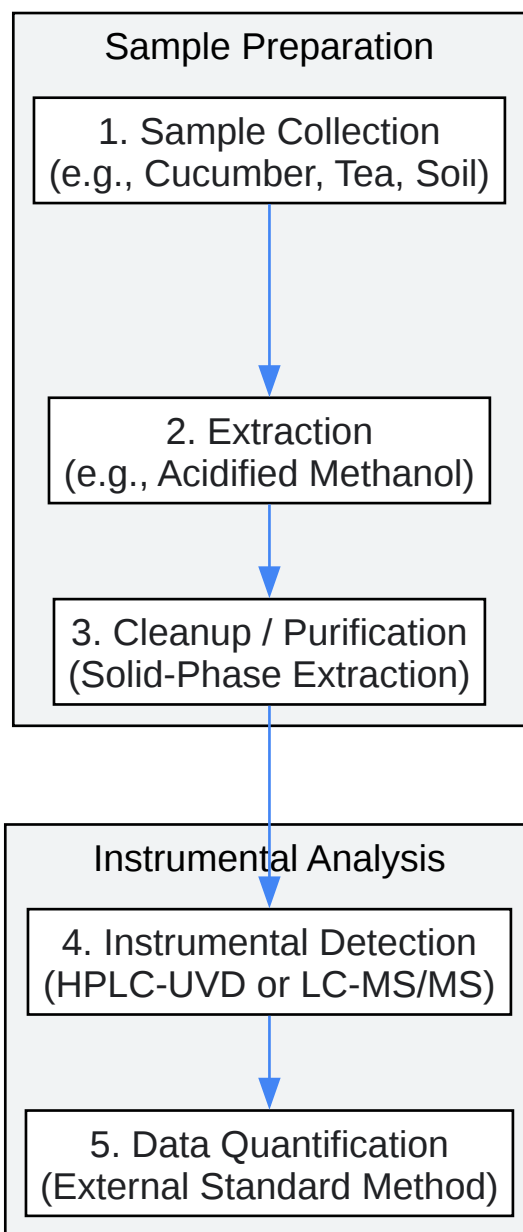 Sample Preparation
1. Sample Collection
(e.g., Cucumber, Tea, Soil)
2. Extraction
(e.g., Acidified Methanol)
3. Cleanup / Purification
(Solid-Phase Extraction)
Instrumental Analysis
4. Instrumental Detection
(HPLC-UVD or LC-MS/MS)
5. Data Quantification
(External Standard Method)